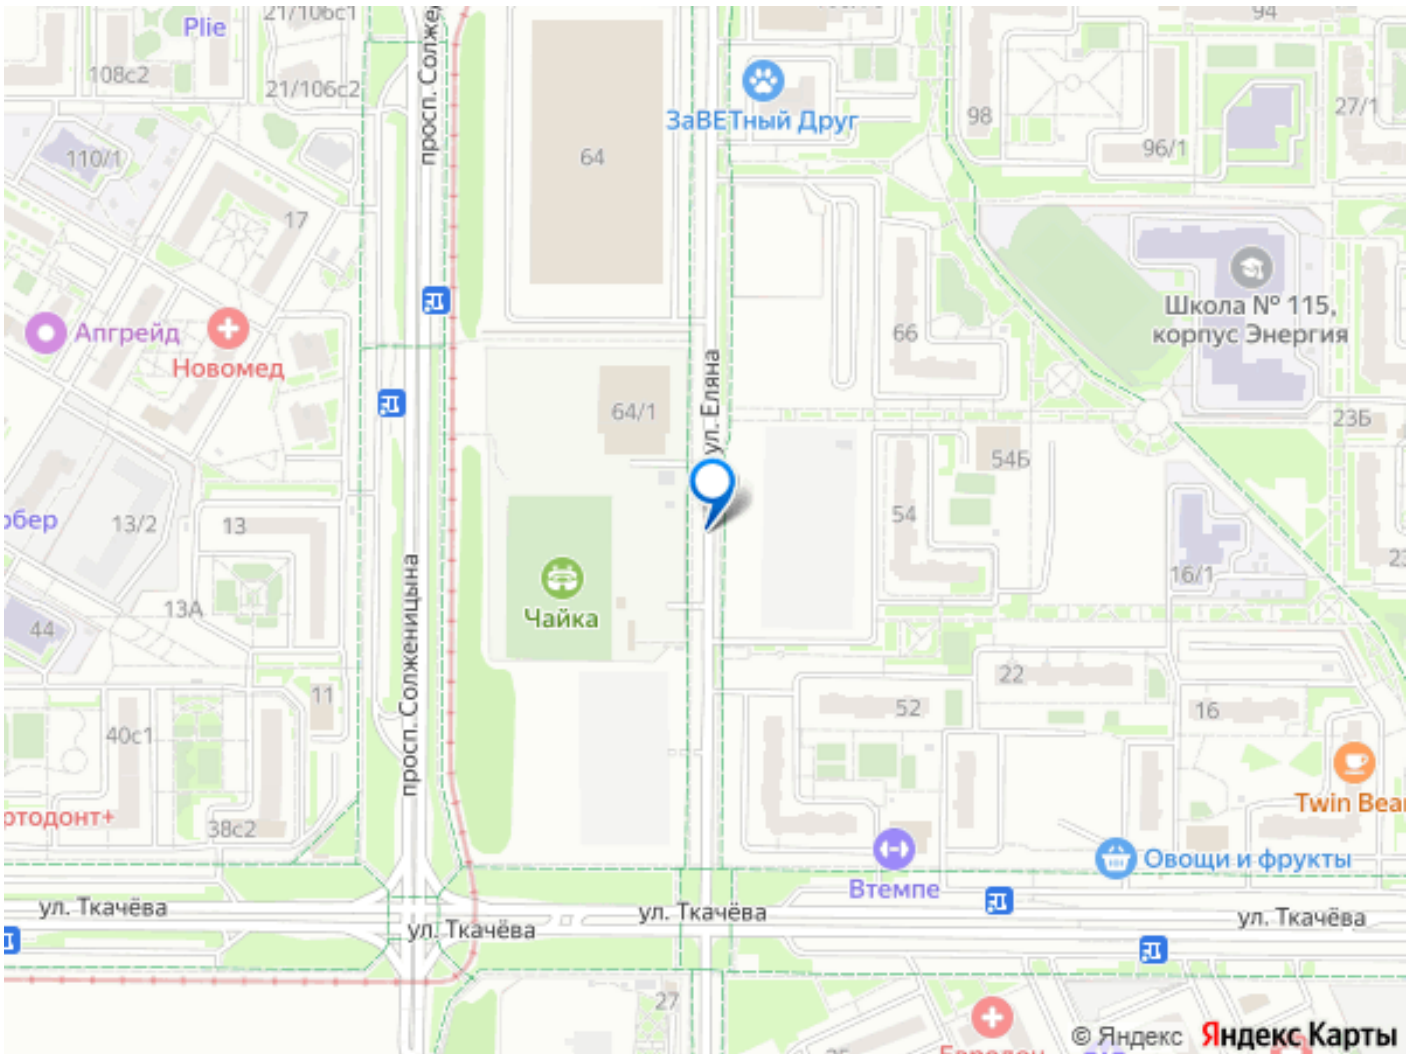 21/106с1
Plie
94
108с2
21/106с2
просп. Солже
ЗаВЕТный Друг
98
27/1
96/1
110/1
64
17
Школа № 115,
корпус Энергия
Апгрейд
Новомед
66
ул. Еляна
64/1
23Б
54Б
13/2
13
54
16/1
Чайка
13А
44
просп. Солженицына
22
11
52
16
40с1
Twin Bear
ртодонт+
38с2
Овощи и фрукты
Втемпе
ул. Ткачёва
ул. Ткачёва
ул. Ткачёва
ул. Ткачёва
27
© Яндекс Яндекс Карты